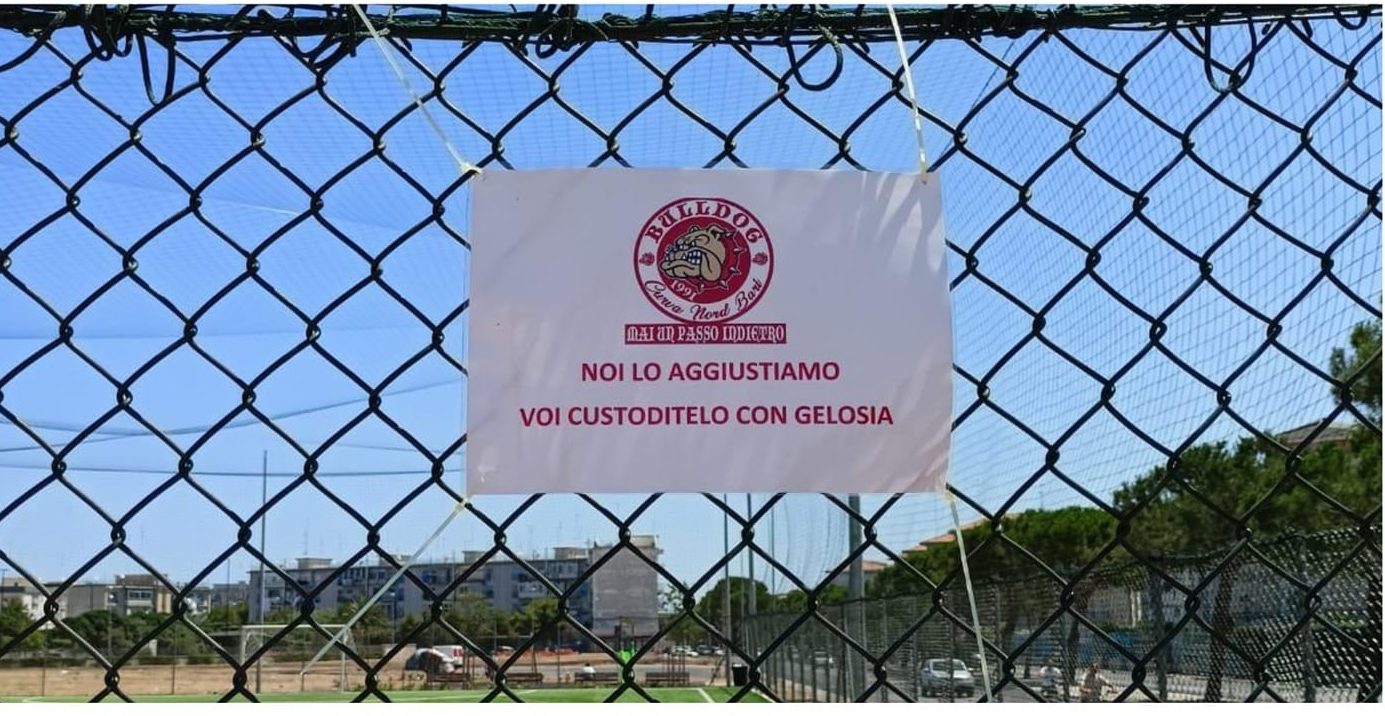 BULLDOG
1991
Curva Nord Bari
MAI UN PASSO INDIETRO
NOI LO AGGIUSTIAMO
VOI CUSTODITELO CON GELOSIA